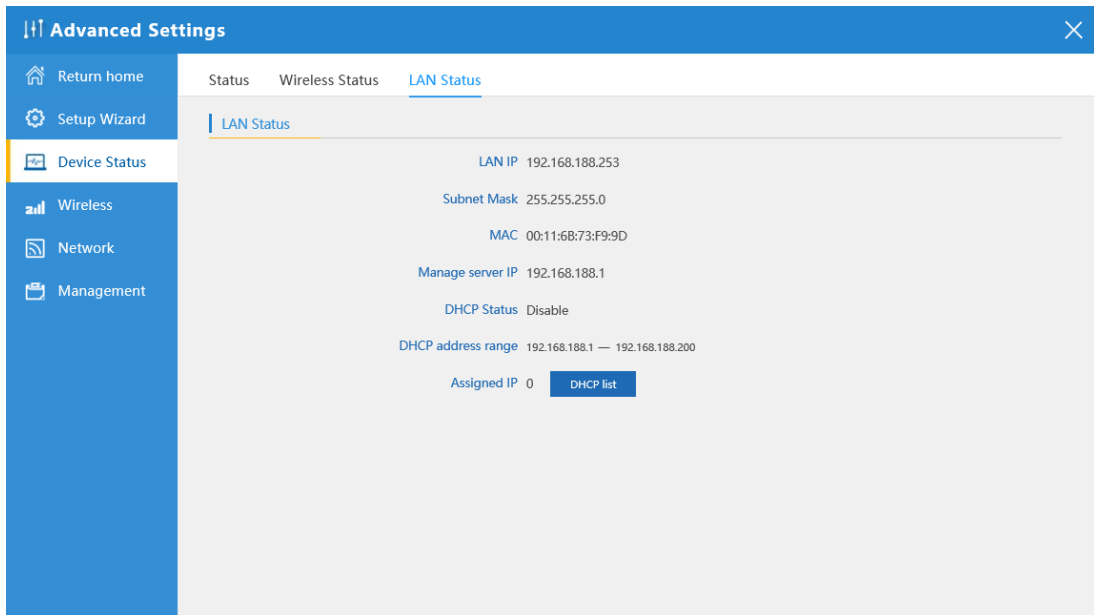 Advanced Settings
Return home
Setup Wizard
Device Status
Wireless
Network
Management
Status Wireless Status LAN Status
LAN Status
LAN IP 192.168.188.253
Subnet Mask 255.255.255.0
MAC 00:11:6B:73:F9:9D
Manage server IP 192.168.188.1
DHCP Status Disable
DHCP address range 192.168.188.1 — 192.168.188.200
Assigned IP 0 DHCP list